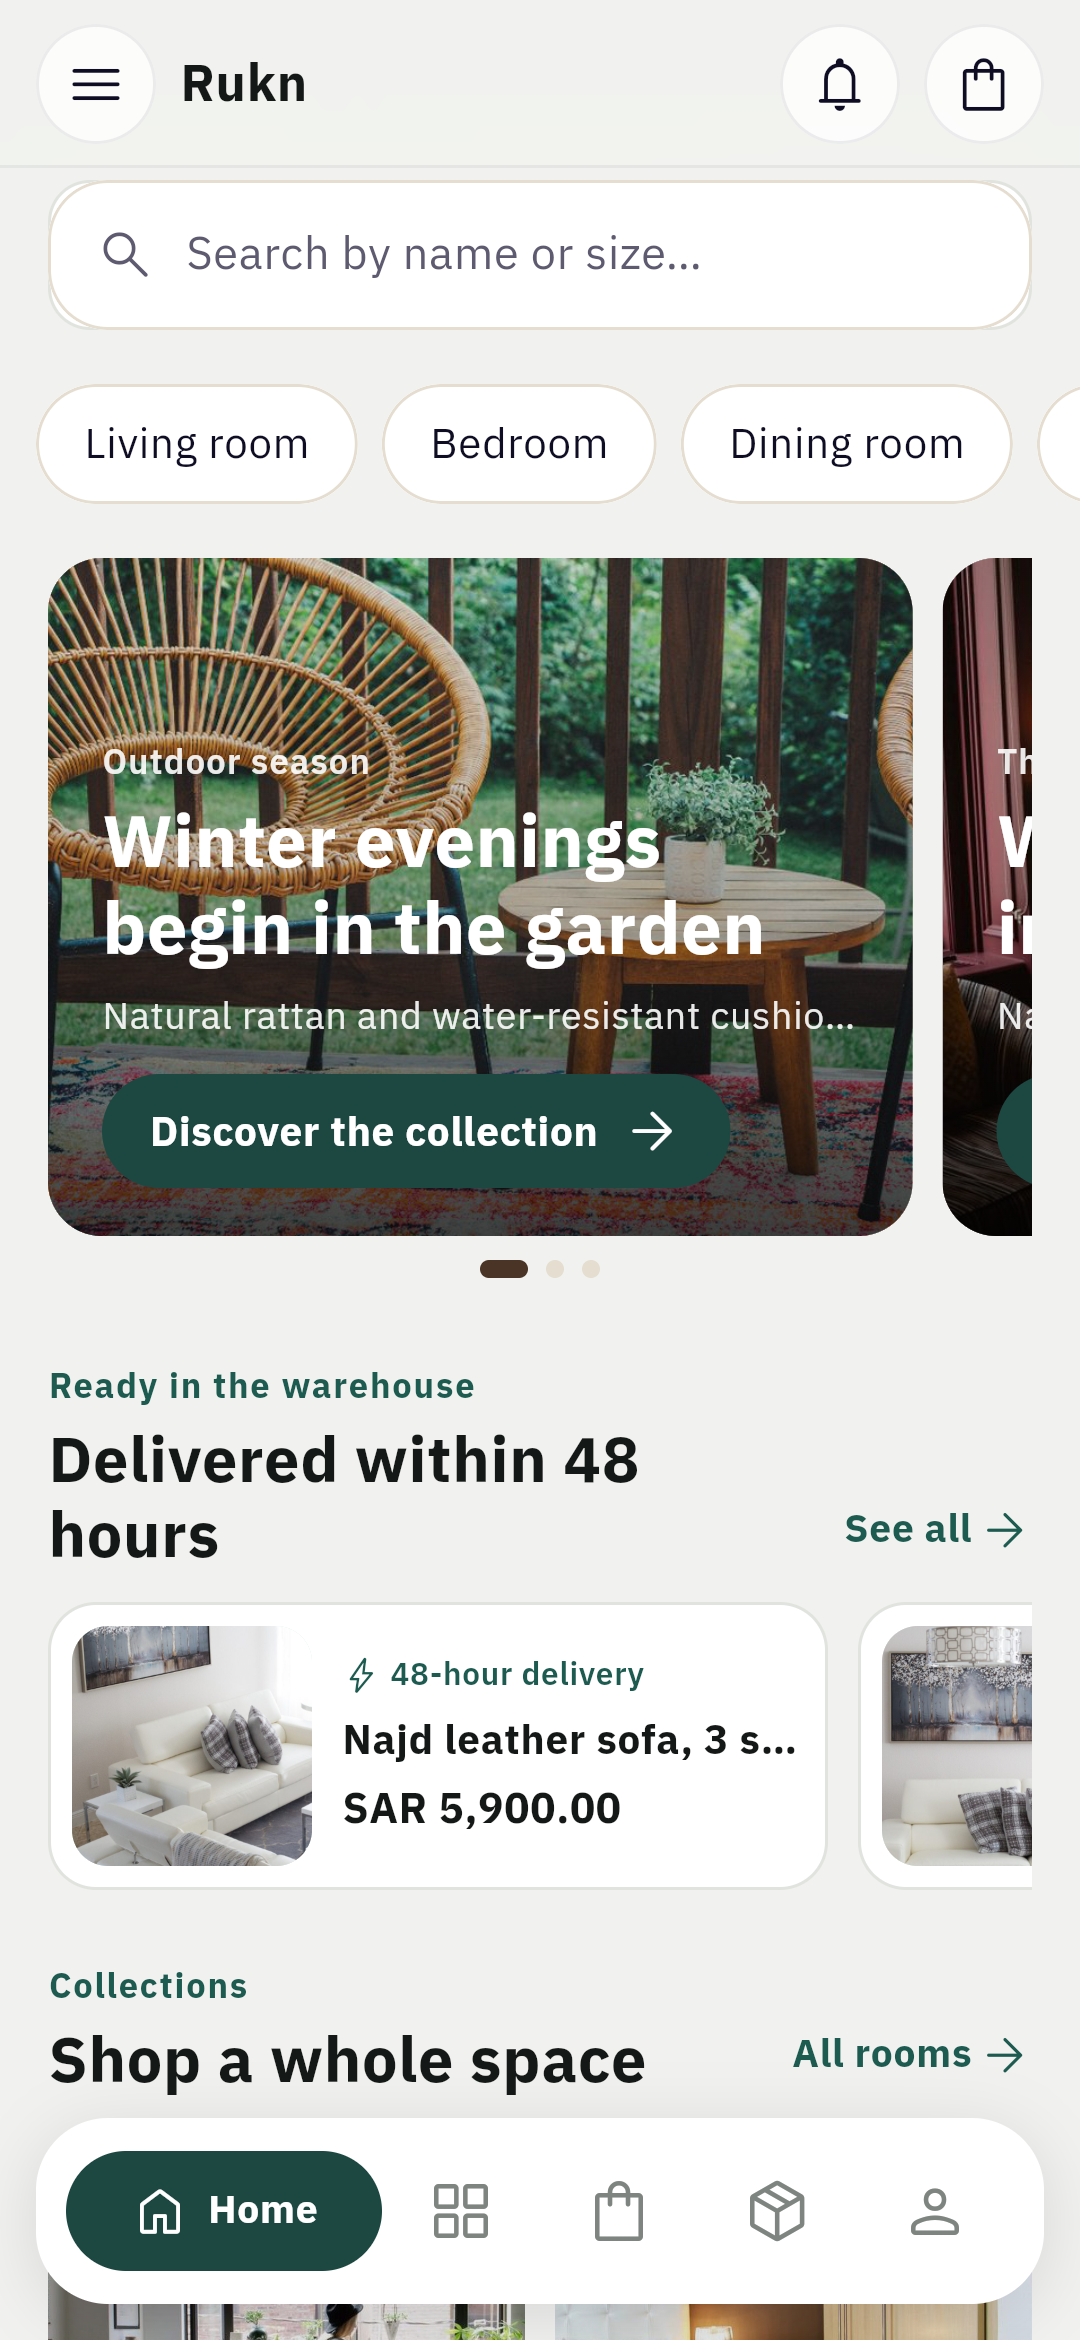 Rukn
Search by name or size...
Living room
Bedroom
Dining room
Outdoor season
Winter evenings
begin in the garden
Natural rattan and water-resistant cushio...
Discover the collection
Ready in the warehouse
Delivered within 48
hours
See all
48-hour delivery
Najd leather sofa, 3 s...
SAR 5,900.00
Collections
Shop a whole space
All rooms
Home